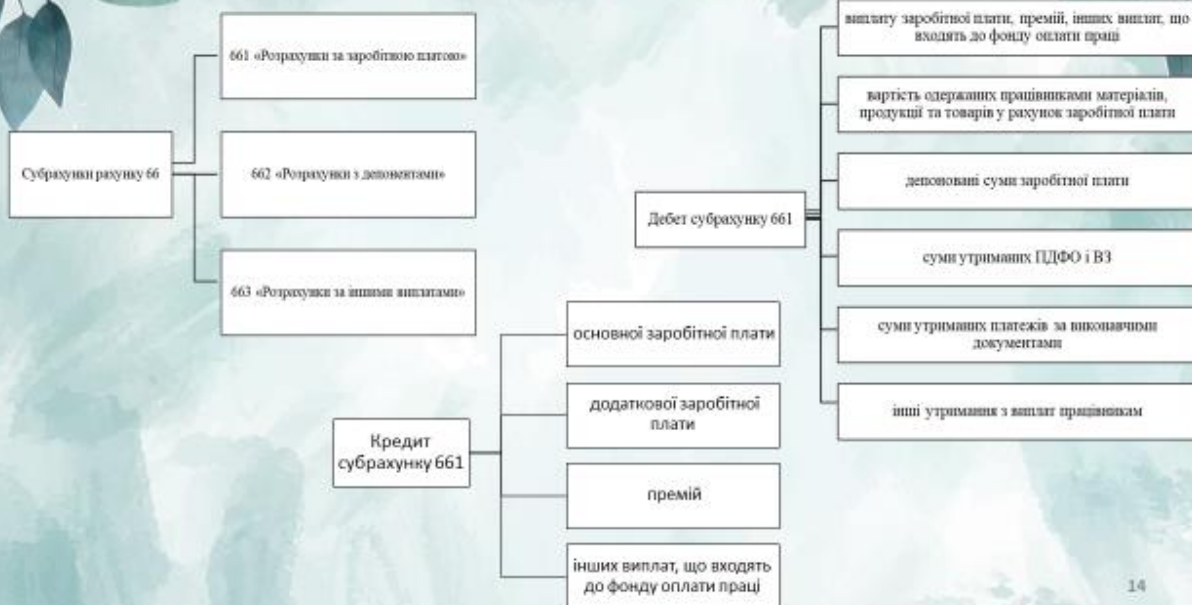 Субрахунки рахунку 66
661 «Розрахунки за заробітною платою»
662 «Розрахунки з депонентами»
663 «Розрахунки за іншими виплатами»
Дебет субрахунку 661
виплату заробітної плати, премій, інших виплат, що
входять до фонду оплати праці
вартість одержаних працівниками матеріалів,
продукції та товарів у рахунок заробітної плати
депоновані суми заробітної плати
суми утриманих ПДФО і ВЗ
суми утриманих платежів за виконавчими
документами
інші утримання з виплат працівникам
Кредит
субрахунку 661
основної заробітної плати
додаткової заробітної
плати
премій
інших виплат, що входять
до фонду оплати праці
14